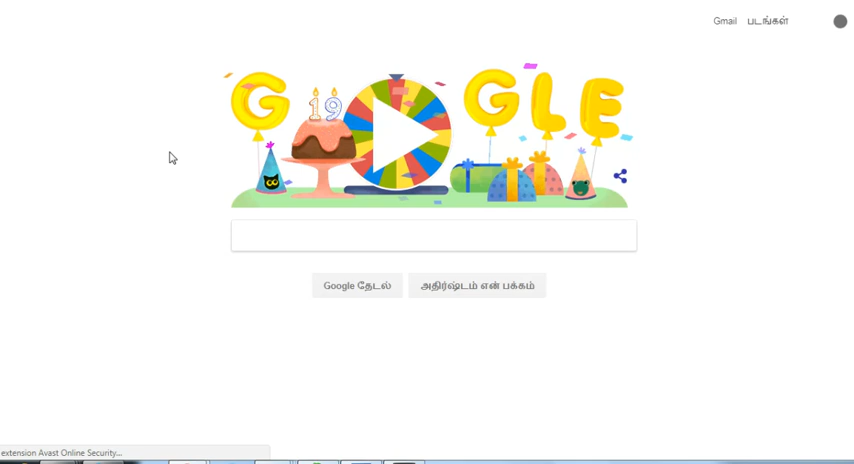 Gmail படங்கள்
G 19 GLE
Google தேடல் அதிர்ஷ்டம் என் பக்கம்
extension Avast Online Security...